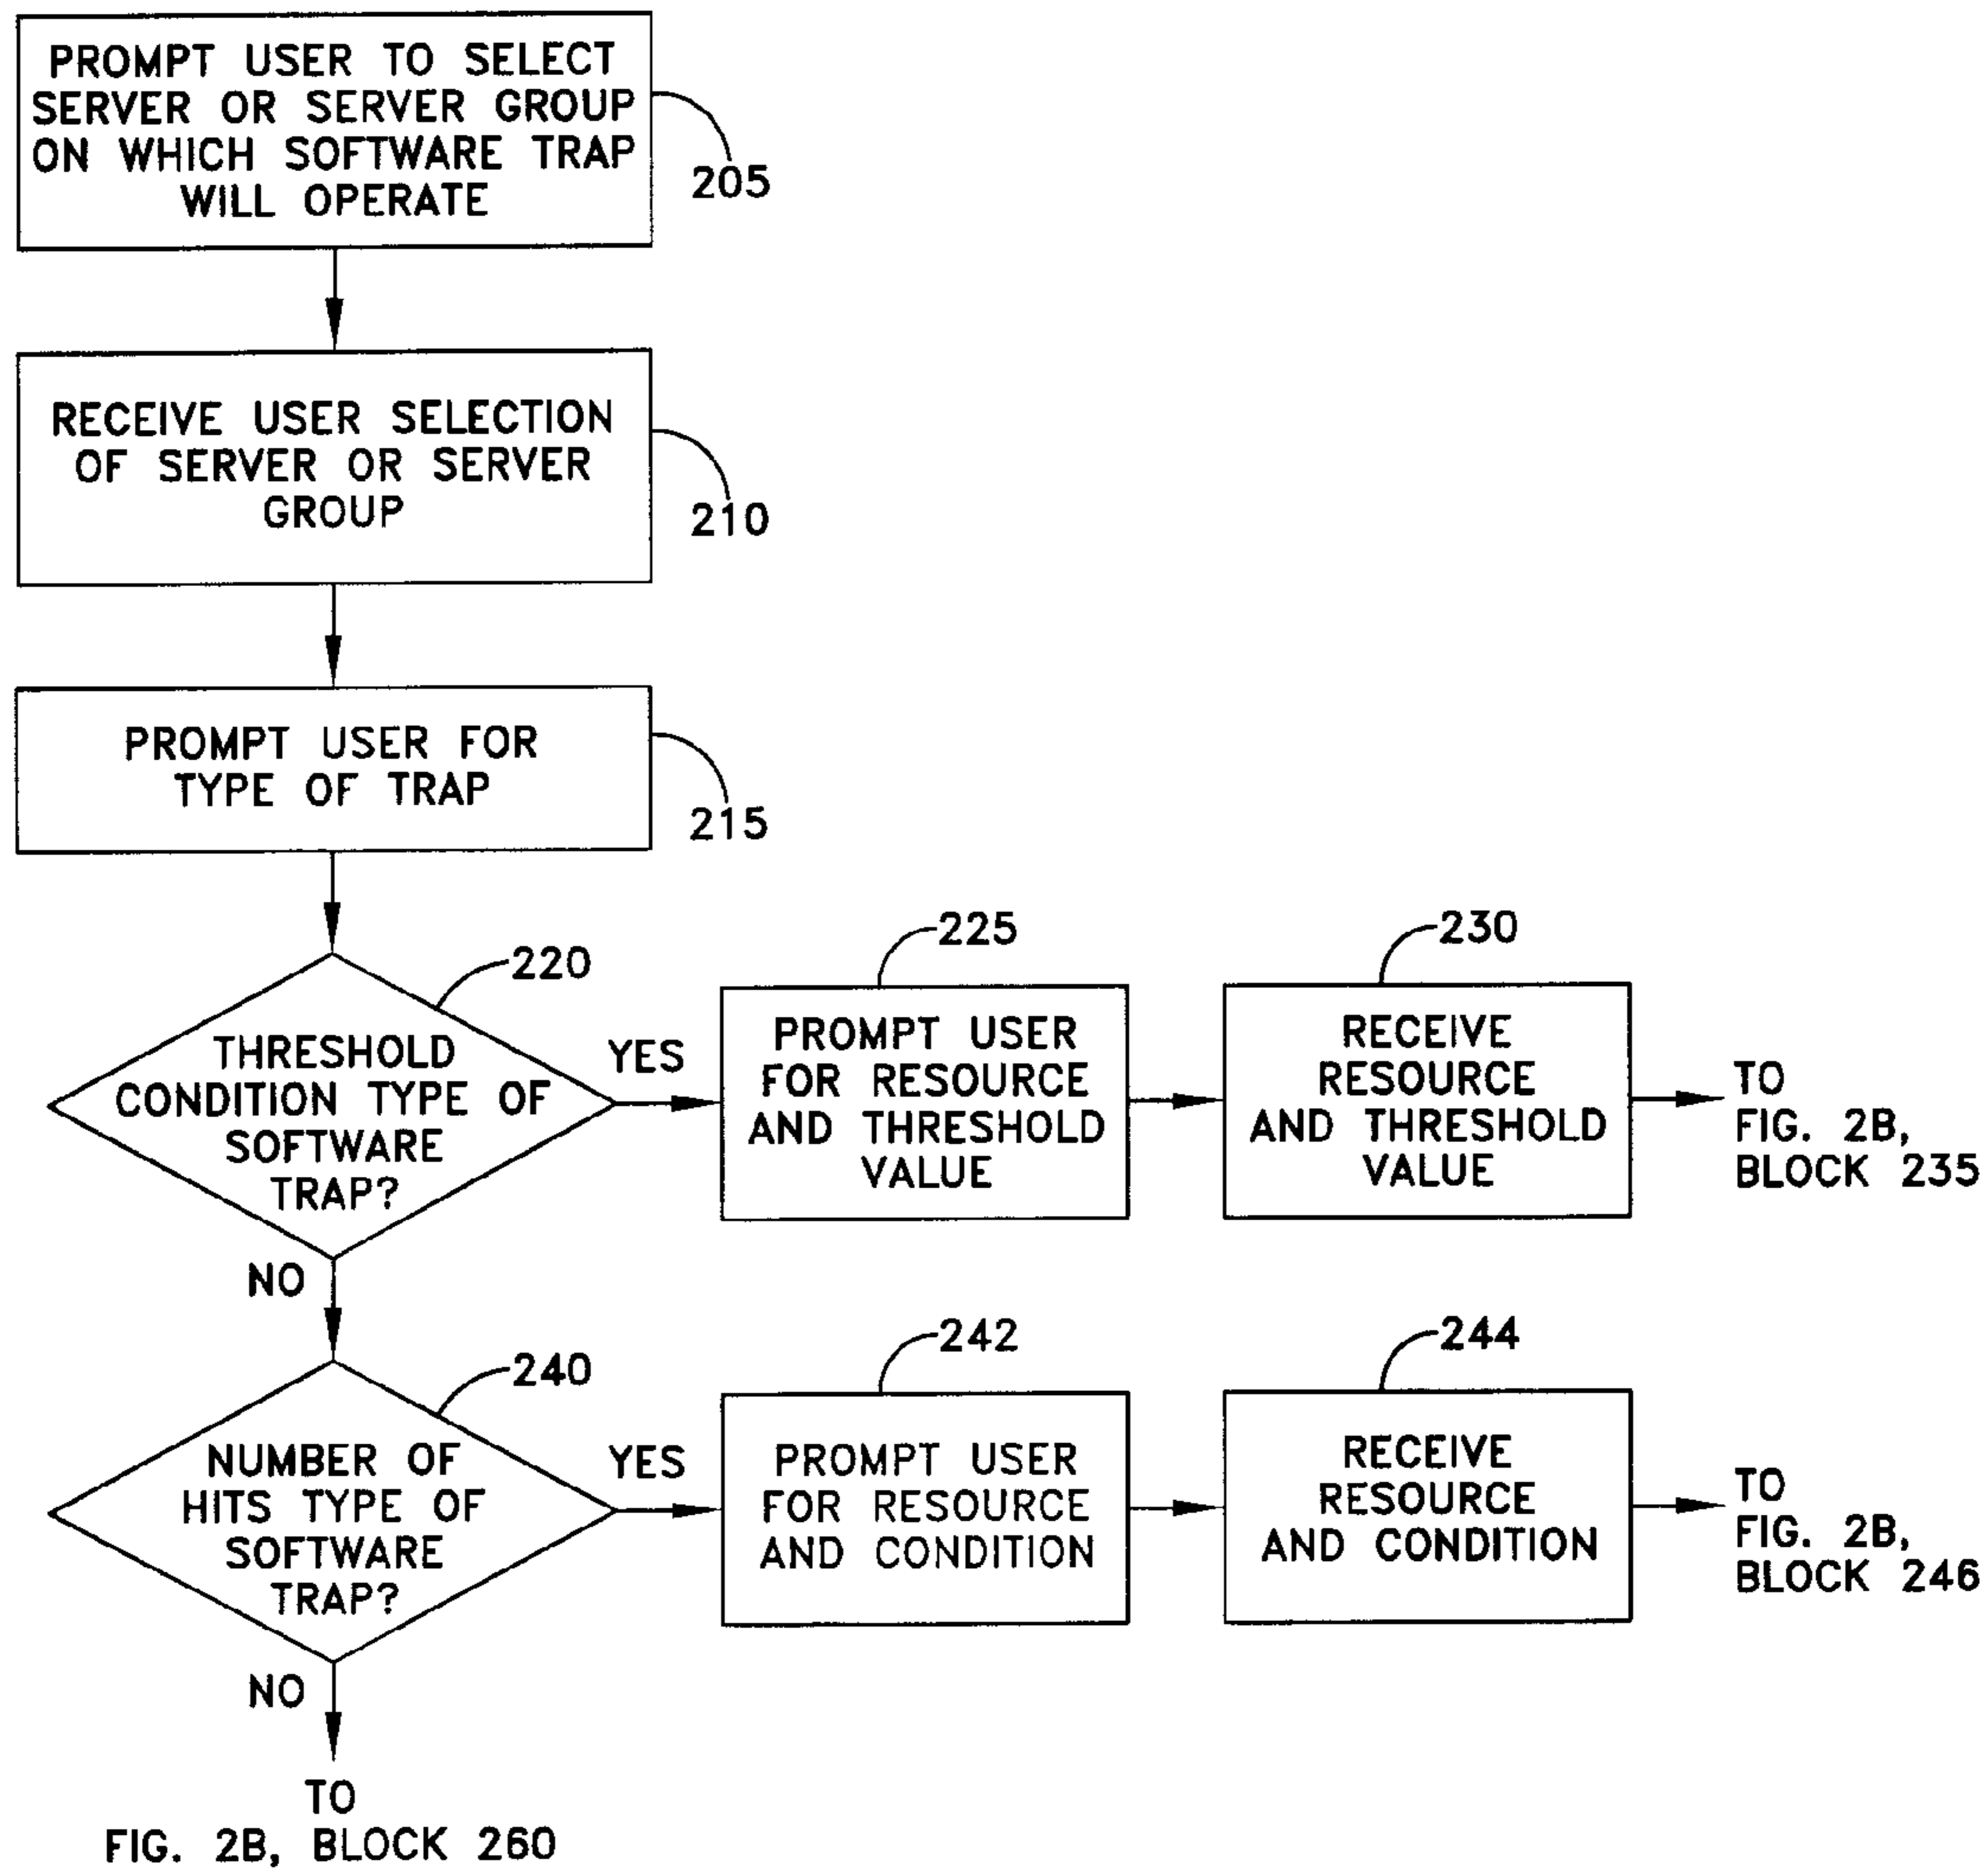 PROMPT USER TO SELECT
SERVER OR SERVER GROUP
ON WHICH SOFTWARE TRAP
WILL OPERATE
205
RECEIVE USER SELECTION
OF SERVER OR SERVER
GROUP
210
PROMPT USER FOR
TYPE OF TRAP
215
220
THRESHOLD
CONDITION TYPE OF
SOFTWARE
TRAP?
YES
NO
225
PROMPT USER
FOR RESOURCE
AND THRESHOLD
VALUE
230
RECEIVE
RESOURCE
AND THRESHOLD
VALUE
TO
FIG. 2B,
BLOCK 235
240
NUMBER OF
HITS TYPE OF
SOFTWARE
TRAP?
YES
NO
242
PROMPT USER
FOR RESOURCE
AND CONDITION
244
RECEIVE
RESOURCE
AND CONDITION
TO
FIG. 2B,
BLOCK 246
TO
FIG. 2B, BLOCK 260